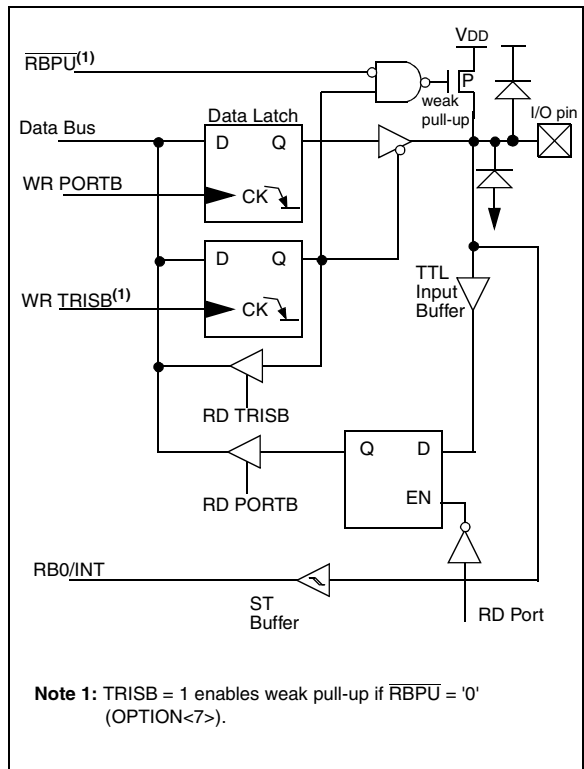 VDD
RBPU(1)
P
weak
pull-up
I/O pin
Data Latch
Data Bus
D Q
WR PORTB
CK
D Q
WR TRISB(1)
CK
TTL
Input
Buffer
RD TRISB
Q D
EN
RD PORTB
RB0/INT
ST
Buffer
RD Port
Note 1: TRISB = 1 enables weak pull-up if RBPU = '0'
(OPTION<7>).